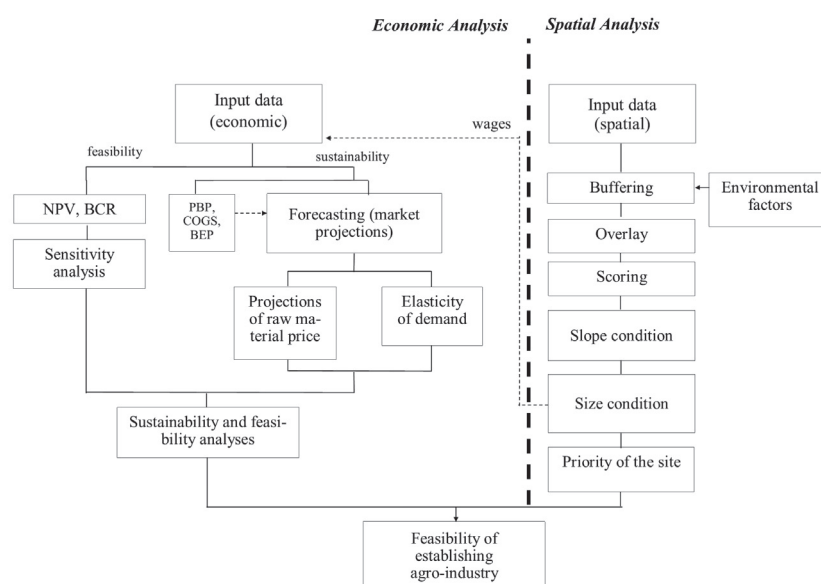 Economic Analysis
Spatial Analysis
Input data
(economic)
wages
Input data
(spatial)
feasibility
sustainability
NPV, BCR
PBP,
COGS,
BEP
Forecasting (market
projections)
Buffering
Environmental
factors
Overlay
Sensitivity
analysis
Scoring
Projections
of raw ma-
terial price
Elasticity
of demand
Slope condition
Size condition
Sustainability and feasi-
bility analyses
Priority of the site
Feasibility of
establishing
agro-industry